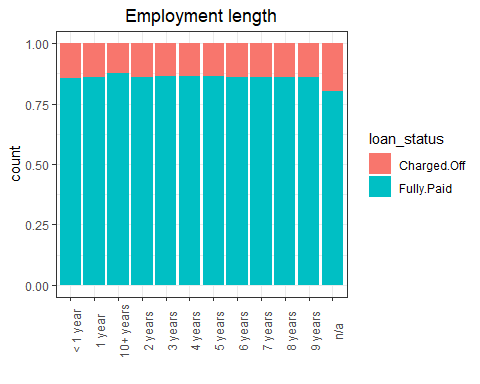 Employment length
1.00
0.75
0.50
0.25
0.00
count
< 1 year
1 year
10+ years
2 years
3 years
4 years
5 years
6 years
7 years
8 years
9 years
n/a
loan_status
Charged.Off
Fully.Paid